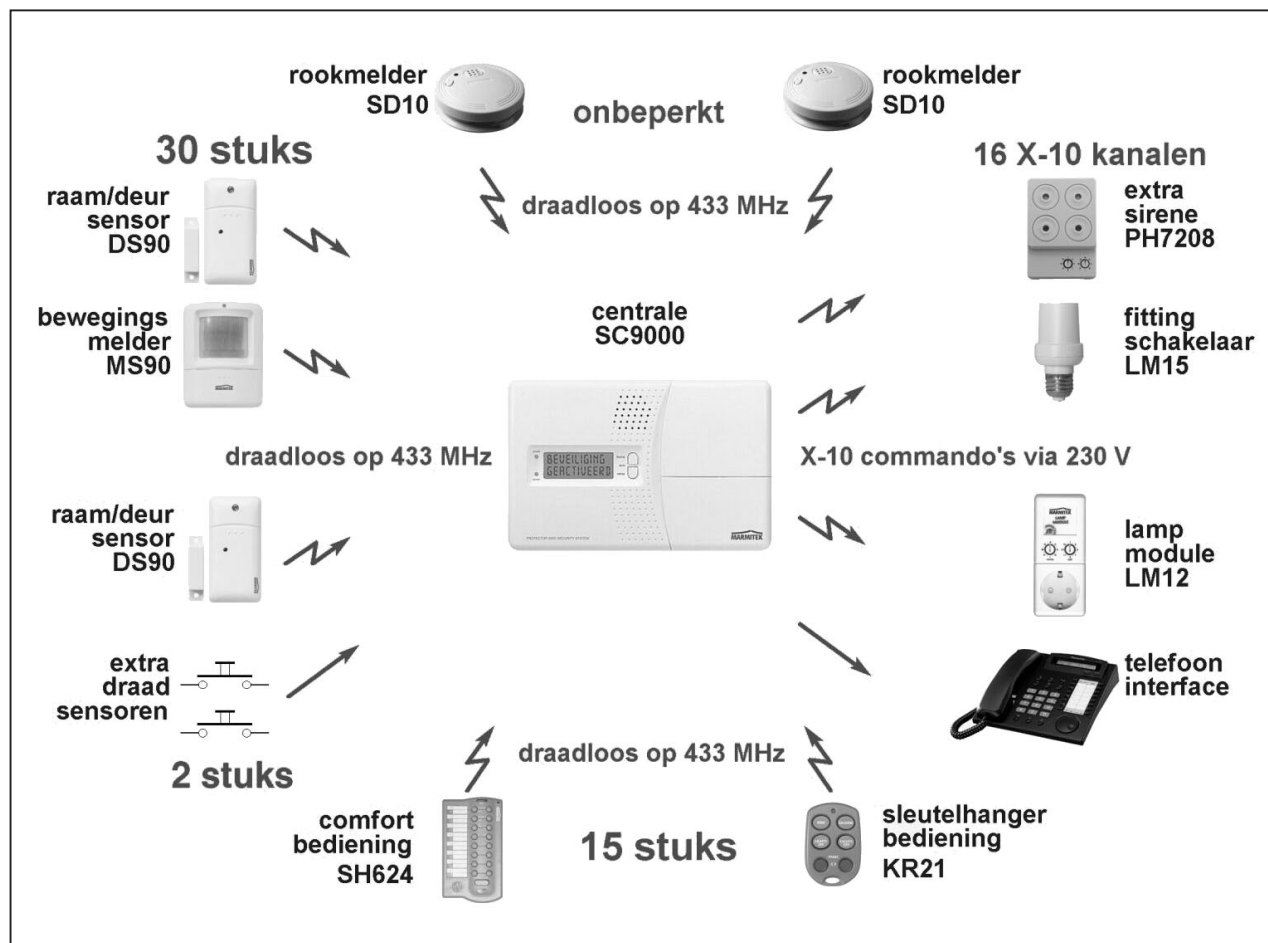 rookmelder
SD10
onbeperkt
rookmelder
SD10
30 stuks
16 X-10 kanalen
draadloos op 433 MHz
raam/deur
sensor
DS90
extra
sirene
PH7208
bewegings
melder
MS90
centrale
SC9000
fitting
schakelaar
LM15
draadloos op 433 MHz
BEVEILIGING
GEACTIVEERD
X-10 commando's via 230 V
MARMITEK
raam/deur
sensor
DS90
lamp
module
LM12
extra
draad
sensoren
telefoon
interface
2 stuks
draadloos op 433 MHz
comfort
bediening
SH624
15 stuks
sleutelhanger
bediening
KR21